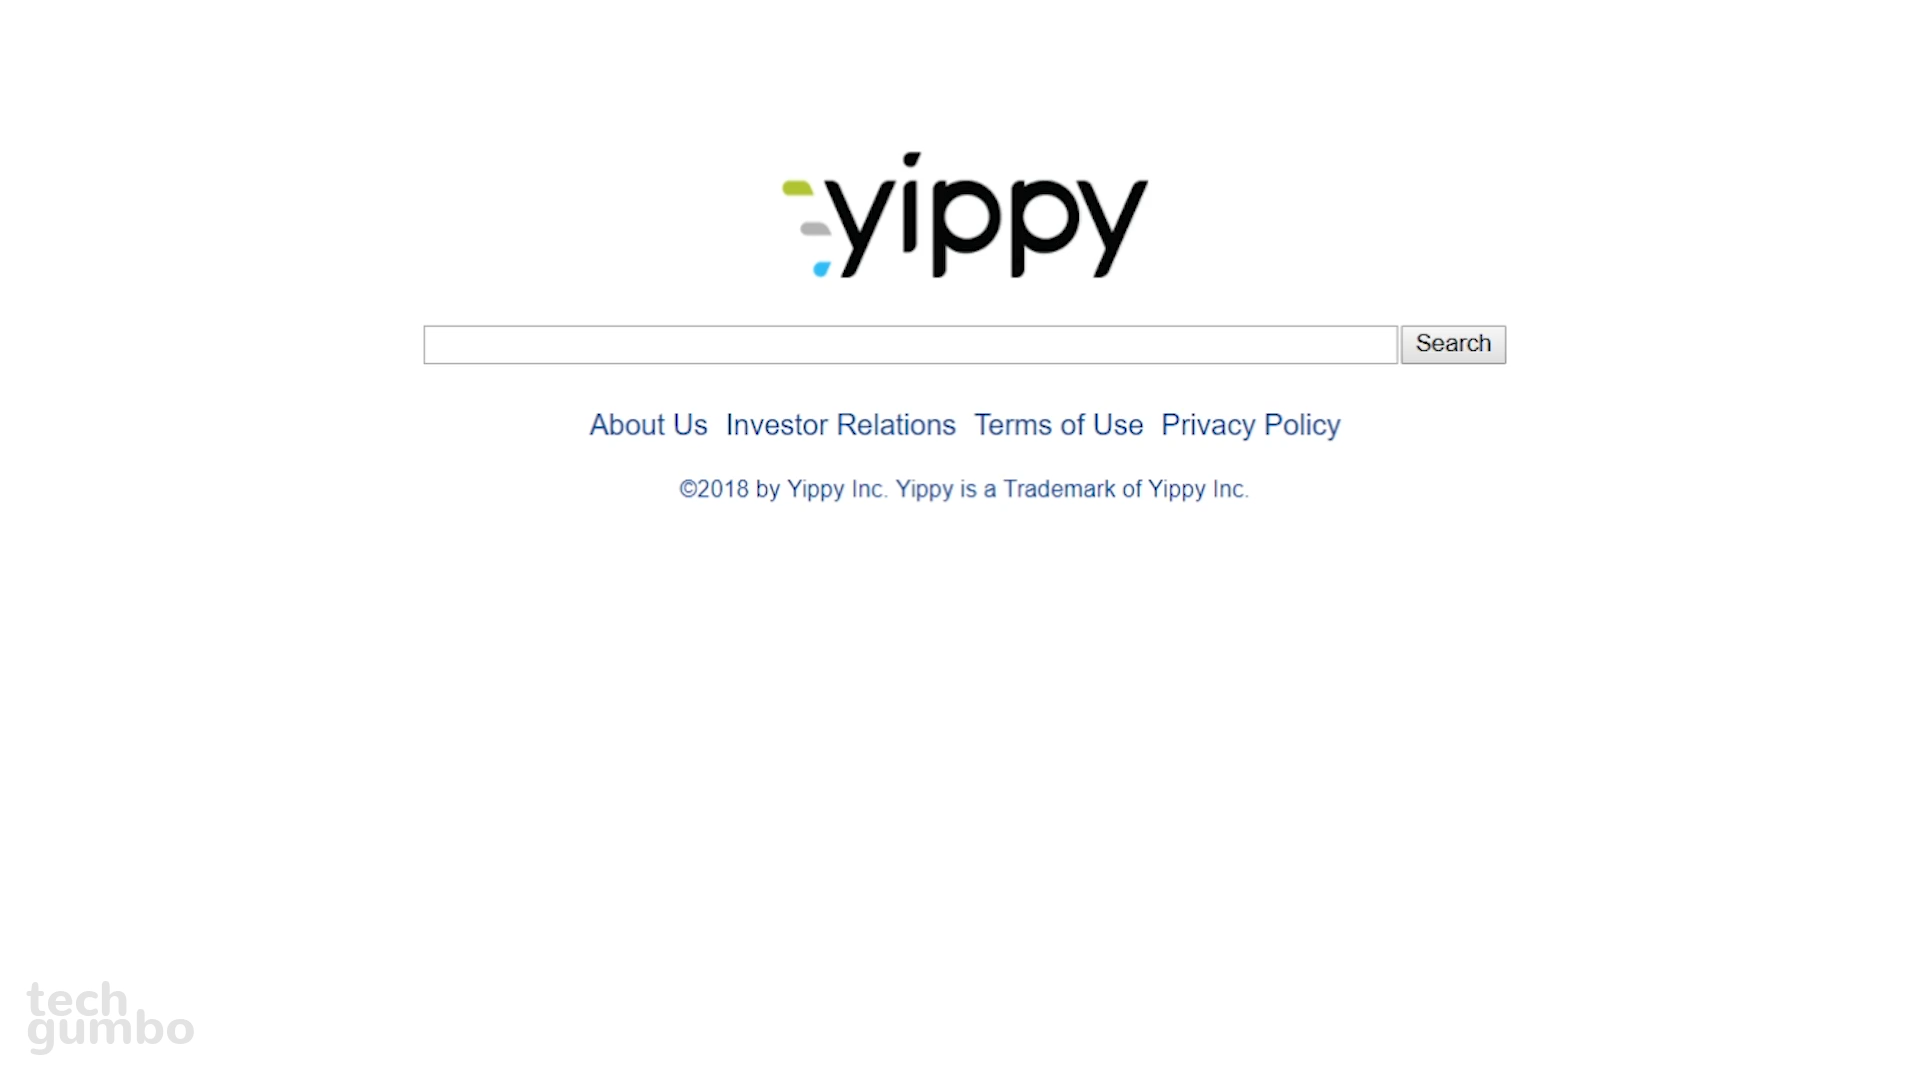 yippy
Search
About Us Investor Relations Terms of Use Privacy Policy
©2018 by Yippy Inc. Yippy is a Trademark of Yippy Inc.
tech
gumbo